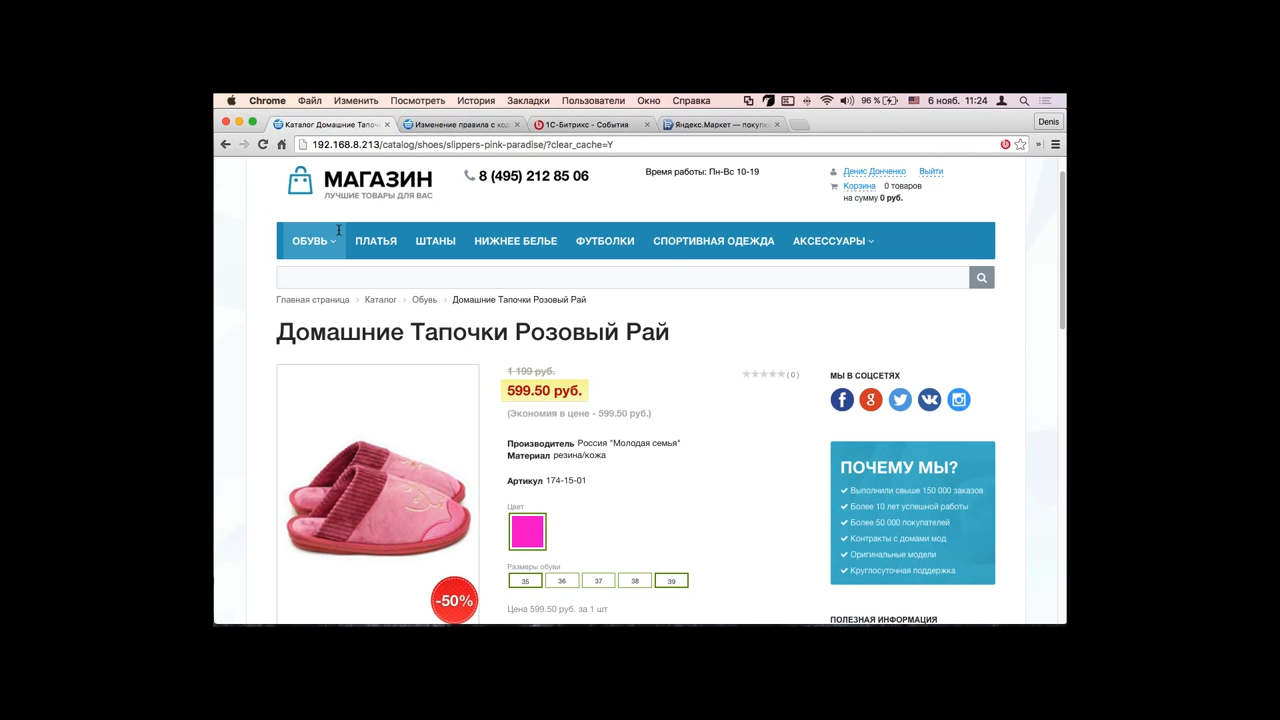 Chrome Файл Изменить Посмотреть История Закладки Пользователи Окно Справка 96 % 6 нояб. 11:24
Каталог Домашние Тапоч Изменение правила с ко 1С-Битрикс - События Яндекс.Маркет — покупк Denis
192.168.8.213/catalog/shoes/slippers-pink-paradise/?clear_cache=Y
МАГАЗИН
ЛУЧШИЕ ТОВАРЫ ДЛЯ ВАС
8 (495) 212 85 06
Время работы: Пн-Вс 10-19
Денис Донченко Выйти
Корзина 0 товаров
на сумму 0 руб.
ОБУВЬ ПЛАТЬЯ ШТАНЫ НИЖНЕЕ БЕЛЬЕ ФУТБОЛКИ СПОРТИВНАЯ ОДЕЖДА АКСЕССУАРЫ
Главная страница > Каталог > Обувь > Домашние Тапочки Розовый Рай
Домашние Тапочки Розовый Рай
1 199 руб.
599.50 руб.
(Экономия в цене - 599.50 руб.)
( 0 )
Производитель Россия "Молодая семья"
Материал резина/кожа
Артикул 174-15-01
Цвет
Размеры обуви
35 36 37 38 39
Цена 599.50 руб. за 1 шт
-50%
МЫ В СОЦСЕТЯХ
ПОЧЕМУ МЫ?
Выполнили свыше 150 000 заказов
Более 10 лет успешной работы
Более 50 000 покупателей
Контракты с домами мод
Оригинальные модели
Круглосуточная поддержка
ПОЛЕЗНАЯ ИНФОРМАЦИЯ